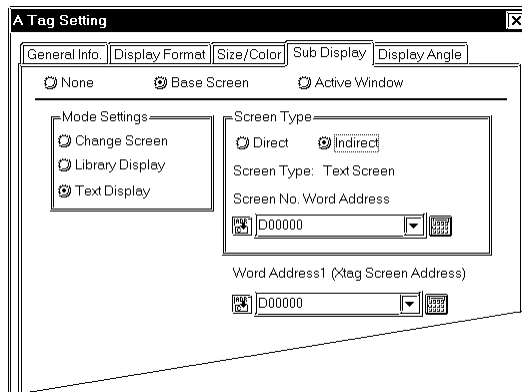 A Tag Setting
General Info. Display Format Size/Color Sub Display Display Angle
None Base Screen Active Window
Mode Settings
Change Screen
Library Display
Text Display
Screen Type
Direct Indirect
Screen Type: Text Screen
Screen No. Word Address
D00000
Word Address1 (Xtag Screen Address)
D00000